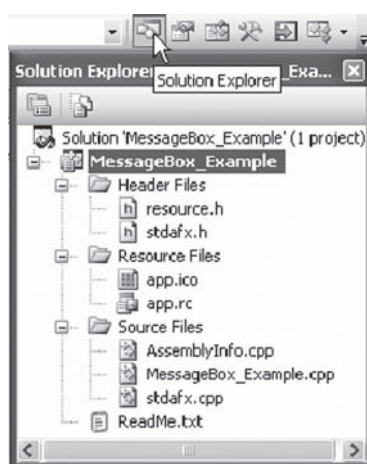 Solution Explorer _Exa...
Solution Explorer
Solution 'MessageBox_Example' (1 project)
MessageBox_Example
Header Files
resource.h
stdafx.h
Resource Files
app.ico
app.rc
Source Files
AssemblyInfo.cpp
MessageBox_Example.cpp
stdafx.cpp
ReadMe.txt